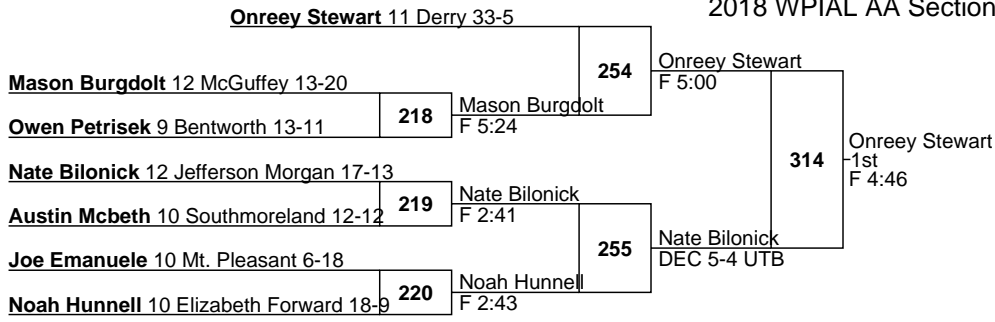 2018 WPIAL AA Section
Onreey Stewart 11 Derry 33-5
254
Onreey Stewart
F 5:00
Mason Burgdolt 12 McGuffey 13-20
218
Mason Burgdolt
F 5:24
Owen Petrisek 9 Bentworth 13-11
314
Onreey Stewart
1st
F 4:46
Nate Bilonick 12 Jefferson Morgan 17-13
219
Nate Bilonick
F 2:41
Austin Mcbeth 10 Southmoreland 12-12
255
Nate Bilonick
DEC 5-4 UTB
Joe Emanuele 10 Mt. Pleasant 6-18
220
Noah Hunnell
F 2:43
Noah Hunnell 10 Elizabeth Forward 18-9